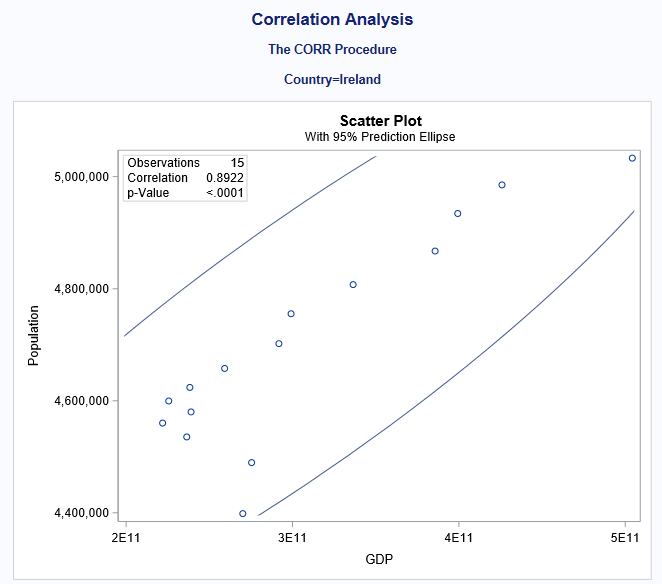 Correlation Analysis
The CORR Procedure
Country=Ireland
Scatter Plot
With 95% Prediction Ellipse
Observations 15
Correlation 0.8922
p-Value <.0001
5,000,000
4,800,000
4,600,000
4,400,000
Population
2E11 3E11 4E11 5E11
GDP